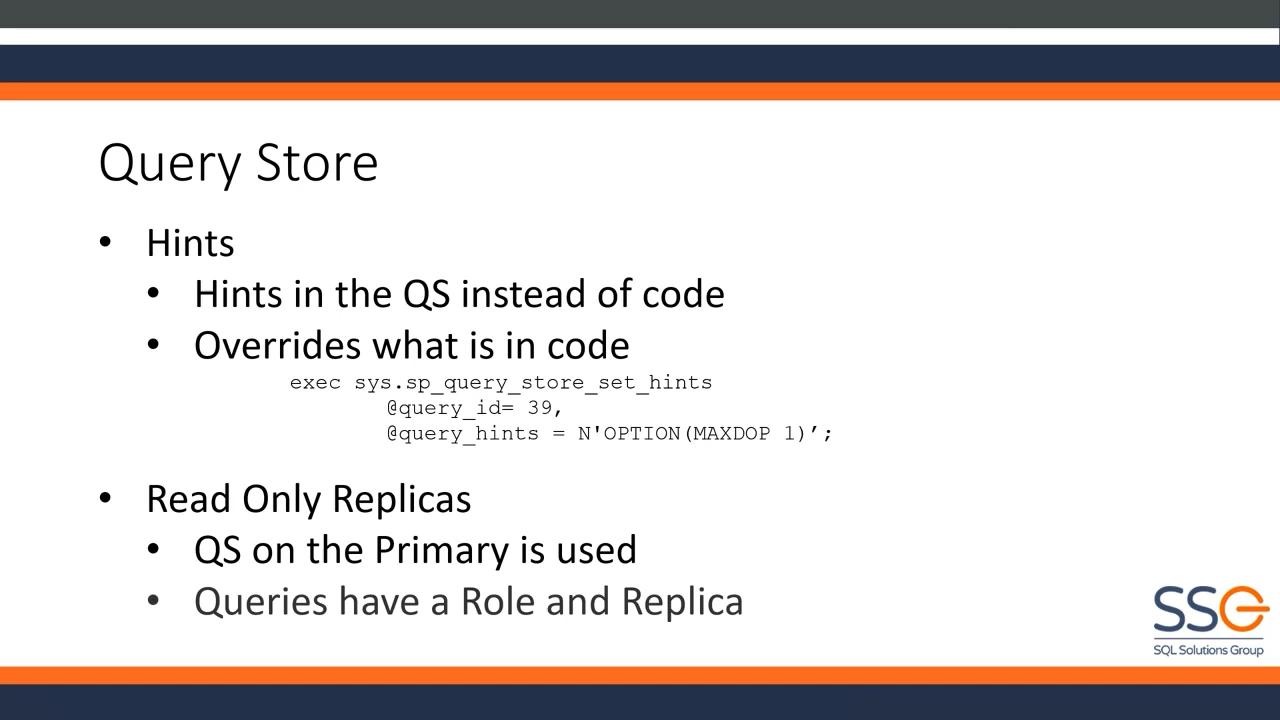 Query Store
• Hints
• Hints in the QS instead of code
• Overrides what is in code
exec sys.sp_query_store_set_hints
@query_id= 39,
@query_hints = N'OPTION(MAXDOP 1)’;
• Read Only Replicas
• QS on the Primary is used
• Queries have a Role and Replica
SSG
SQL Solutions Group